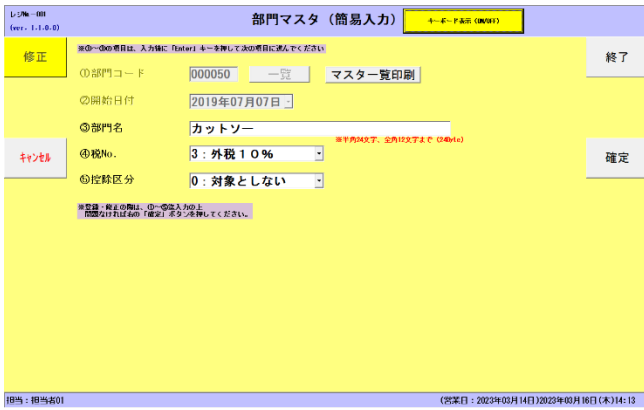 レジNo-001
(ver. 1.1.0.0)
部門マスタ（簡易入力）
キーボード表示（ON/OFF）
修正
※①～③の項目は、入力後に「Enter」キーを押して次の項目に進んでください
終了
①部門コード 000050 一覧 マスター覧印刷
②開始日付 2019年07月07日
③部門名 カットソー
※半角24文字、全角12文字まで（24byte）
キャンセル
④税No. 3：外税１０％
確定
⑤控除区分 0：対象としない
※登録・修正の際は、①～⑤迄入力の上
問題なければ右の「確定」ボタンを押してください。
担当：担当者01
(営業日：2023年03月14日)2023年03月16日(木)14:13